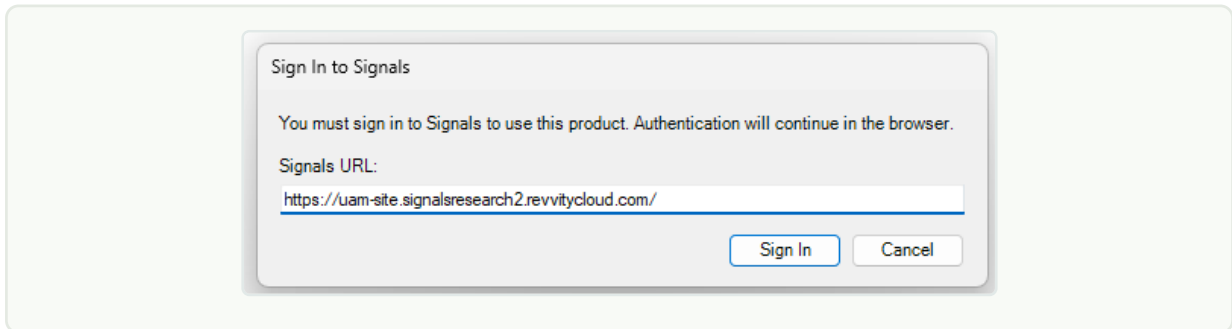 Sign In to Signals
You must sign in to Signals to use this product. Authentication will continue in the browser.
Signals URL:
https://uam-site.signalsresearch2.revvitycloud.com/
Sign In
Cancel